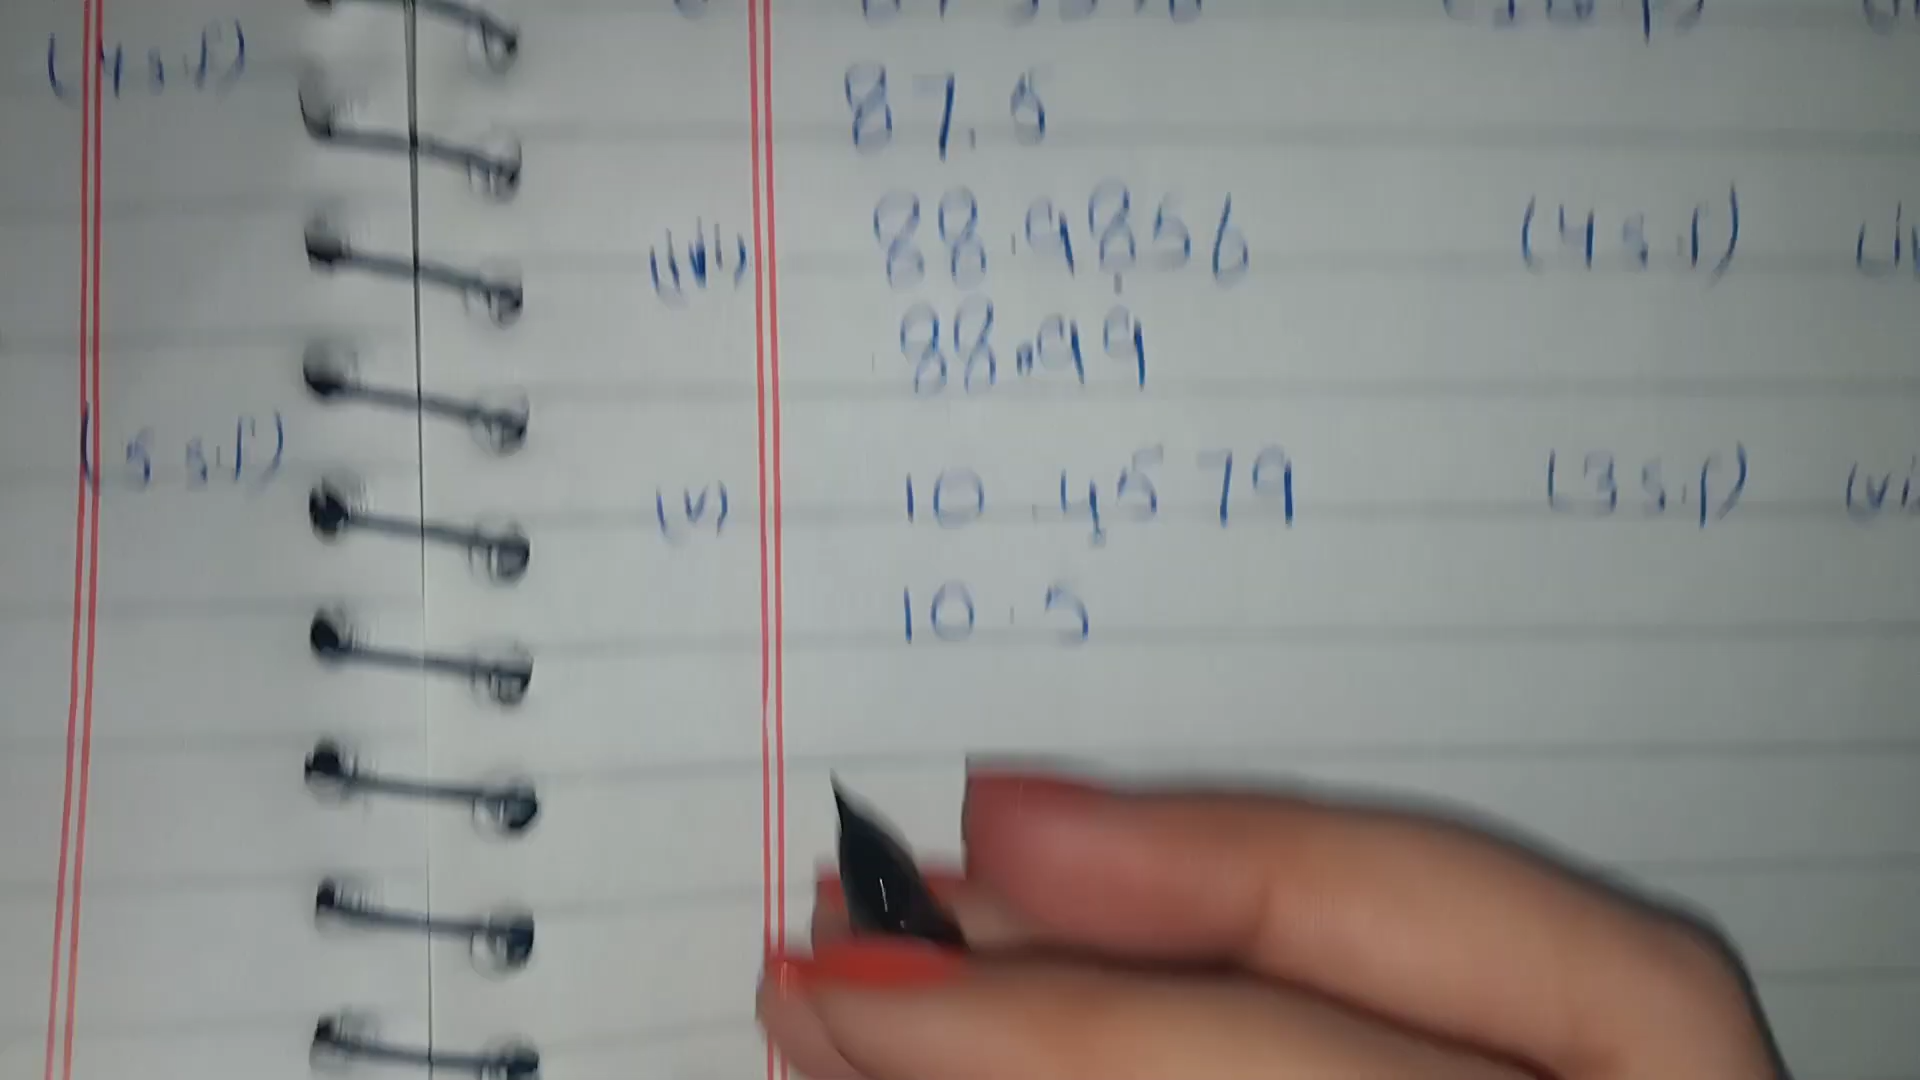 (4 s.f)
87.5
(iv) 88.9856 (4 s.f)
88.99
(5 s.f)
(v) 10.4579 (3 s.f)
10.5